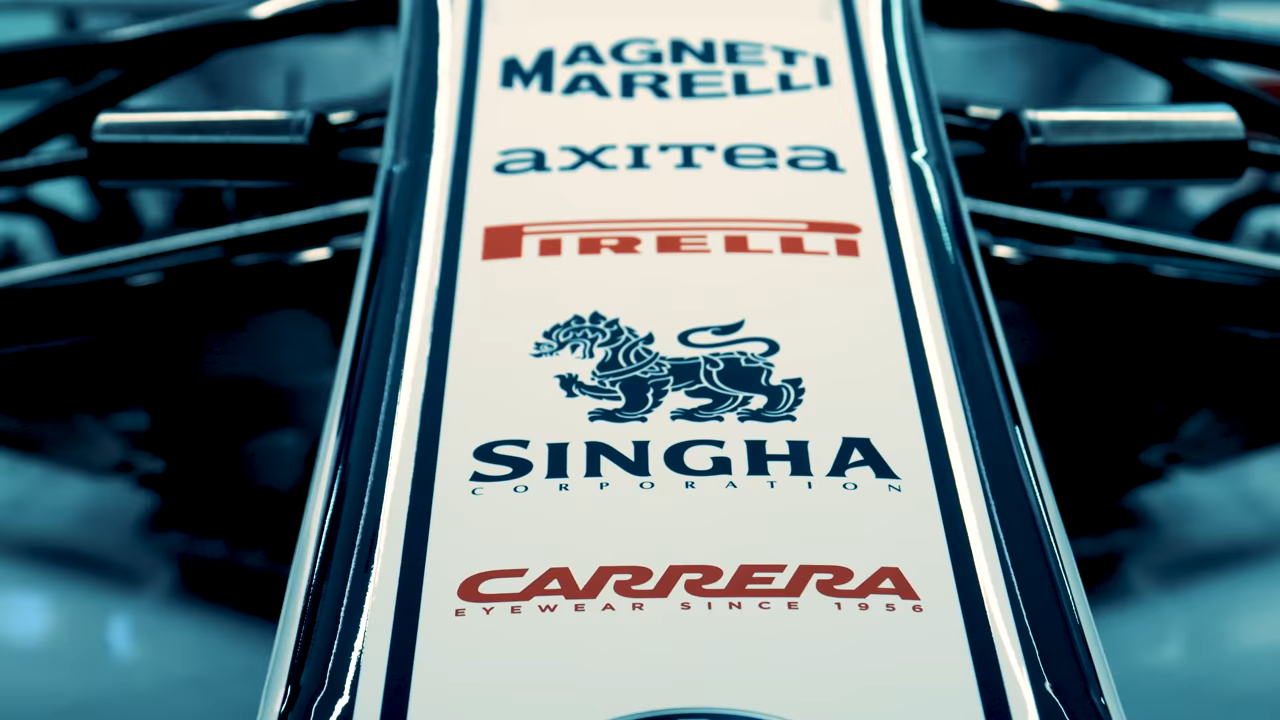 MAGNETI
MARELLI
axitea
PIRELLI
SINGHA
CORPORATION
CARRERA
EYEWEAR SINCE 1956